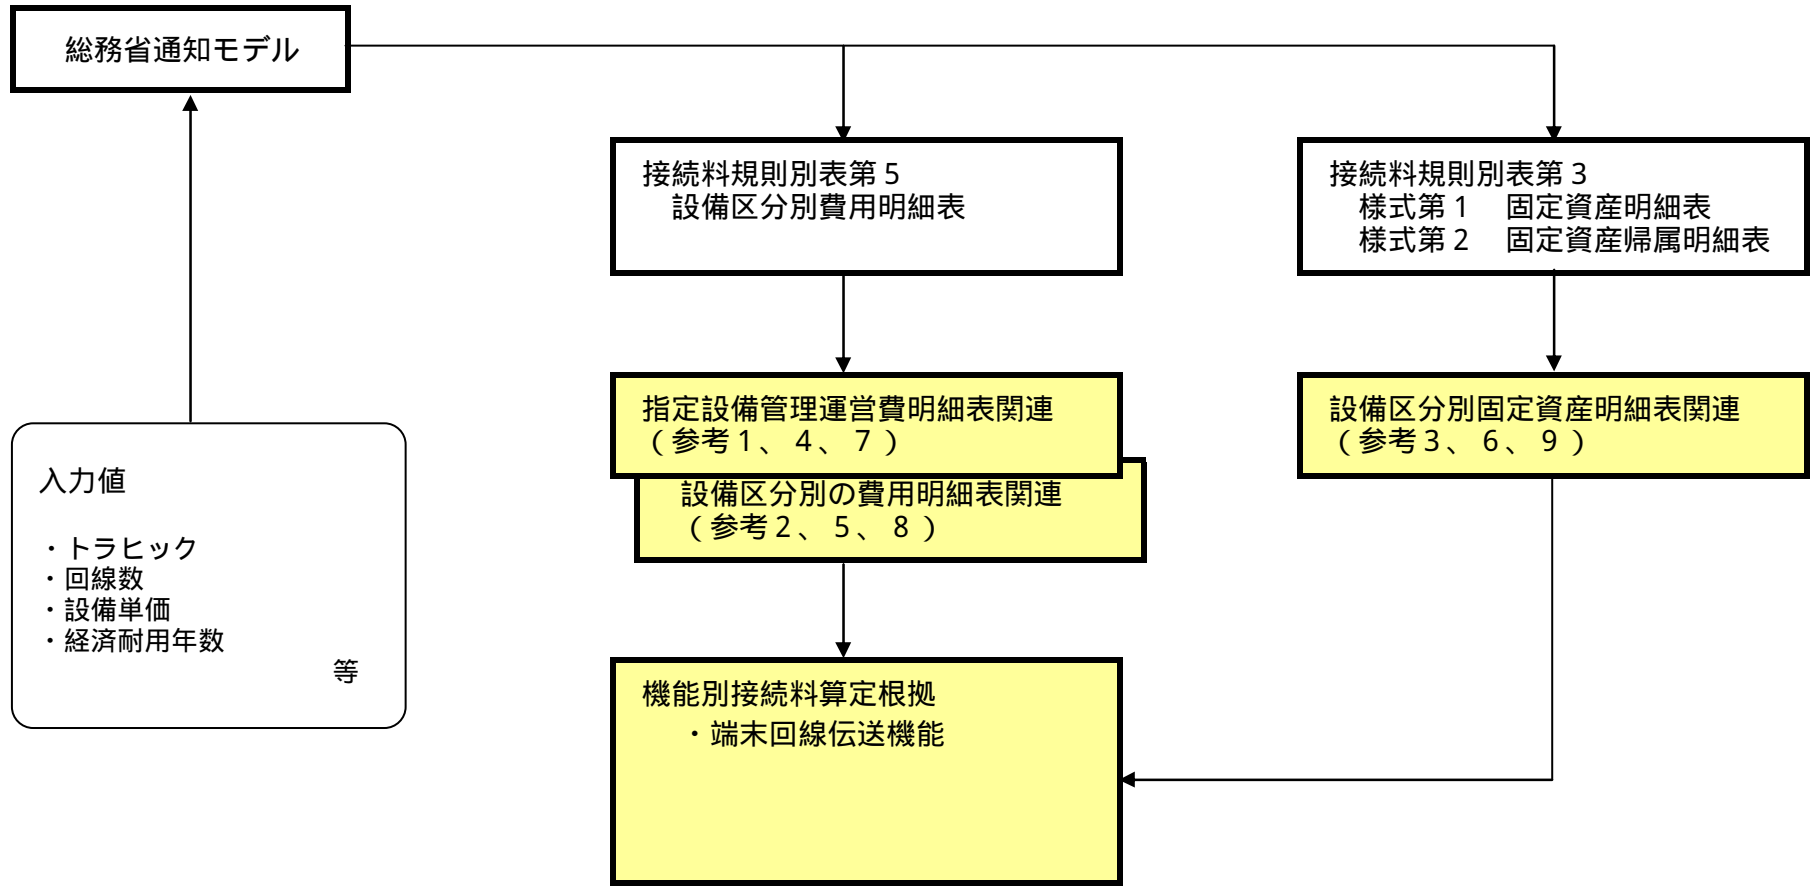 総務省通知モデル
接続料規則別表第５
設備区分別費用明細表
接続料規則別表第３
様式第１　固定資産明細表
様式第２　固定資産帰属明細表
指定設備管理運営費明細表関連
（参考１、４、７）
設備区分別の費用明細表関連
（参考２、５、８）
設備区分別固定資産明細表関連
（参考３、６、９）
入力値
・トラヒック
・回線数
・設備単価
・経済耐用年数
等
機能別接続料算定根拠
・端末回線伝送機能